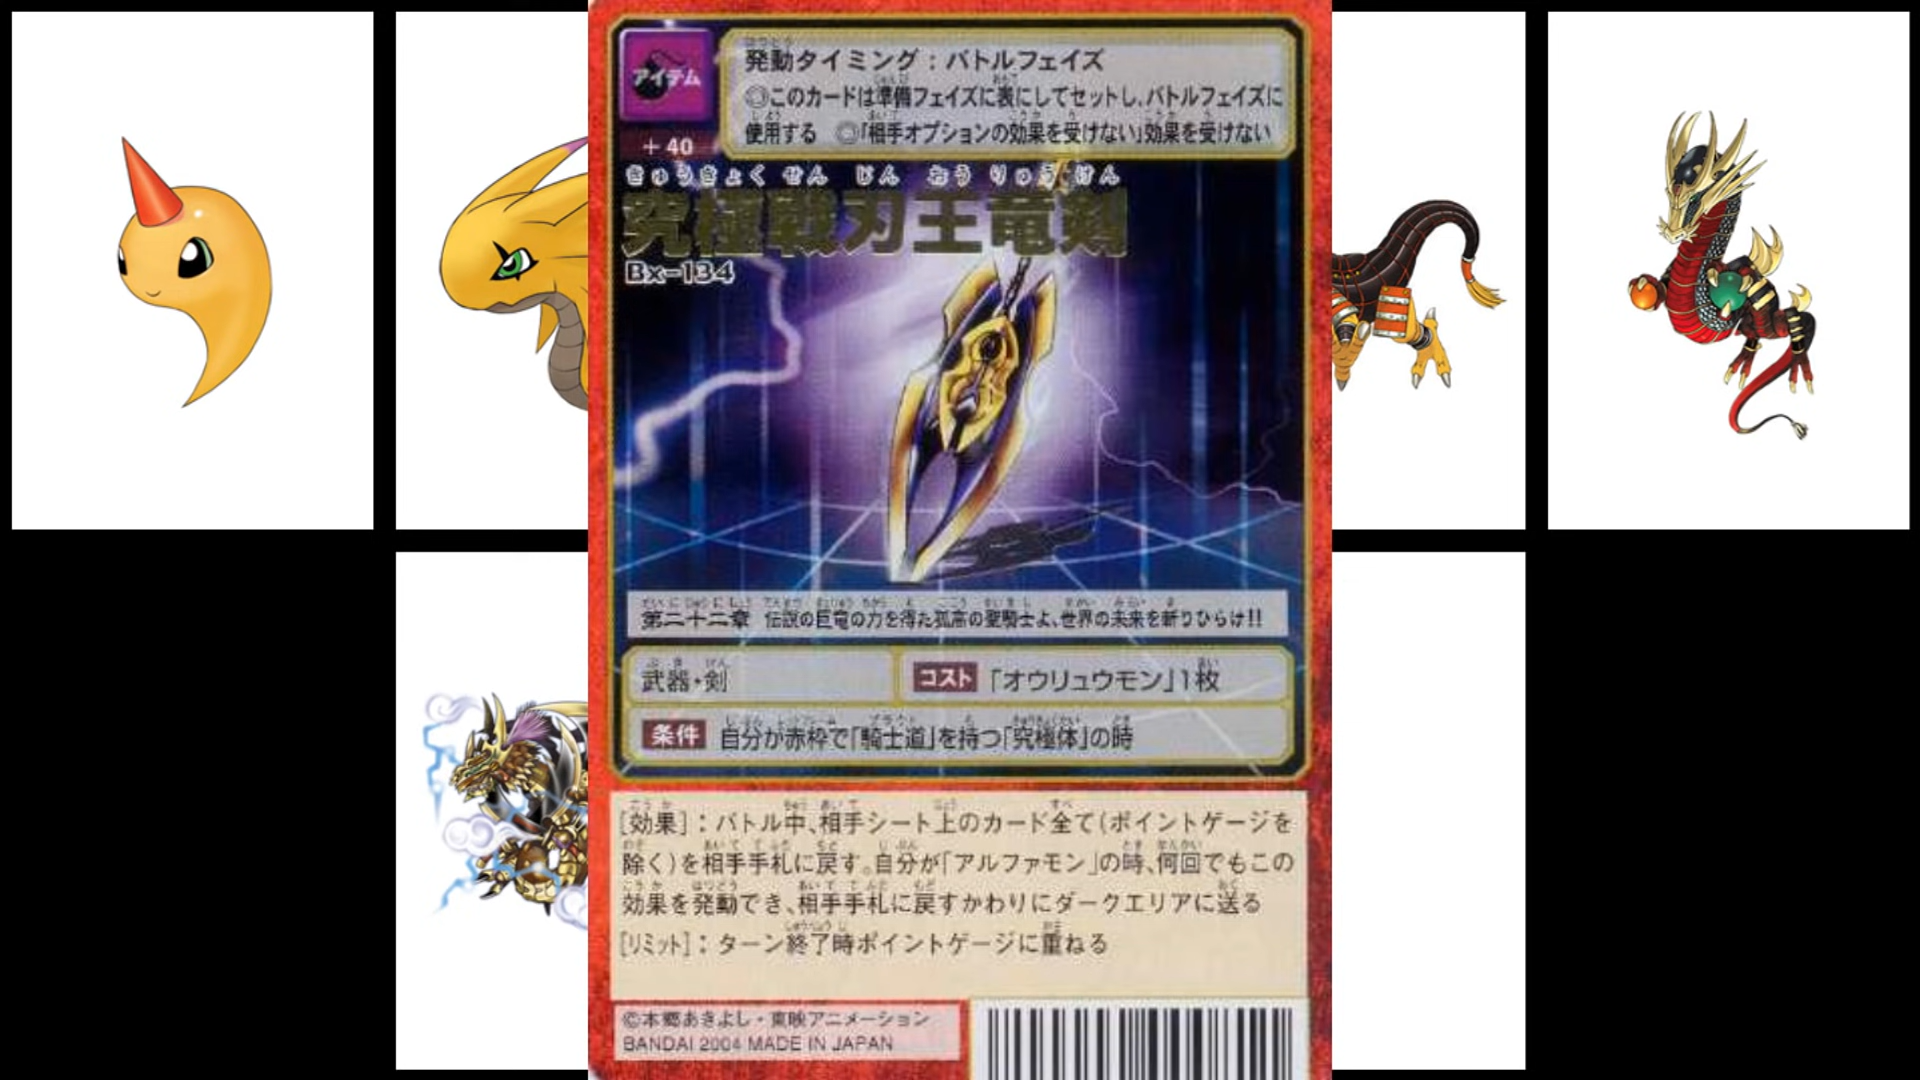 アイテム
+40
発動タイミング：バトルフェイズ
◎このカードは準備フェイズに表にしてセットし、バトルフェイズに
使用する ◎「相手オプションの効果を受けない」効果を受けない
きゅうきょくせんじんおうりゅうけん
究極戦刃王竜剣
Bx-134
第二十二章 伝説の巨竜の力を得た孤高の聖騎士よ、世界の未来を斬りひらけ!!
武器・剣
コスト 「オウリュウモン」1枚
条件 自分が赤枠で「騎士道」を持つ「究極体」の時
[効果]：バトル中、相手シート上のカード全て(ポイントゲージを
除く)を相手手札に戻す。自分が「アルファモン」の時、何回でもこの
効果を発動でき、相手手札に戻すかわりにダークエリアに送る
[リミット]：ターン終了時ポイントゲージに重ねる
©本郷あきよし・東映アニメーション
BANDAI 2004 MADE IN JAPAN